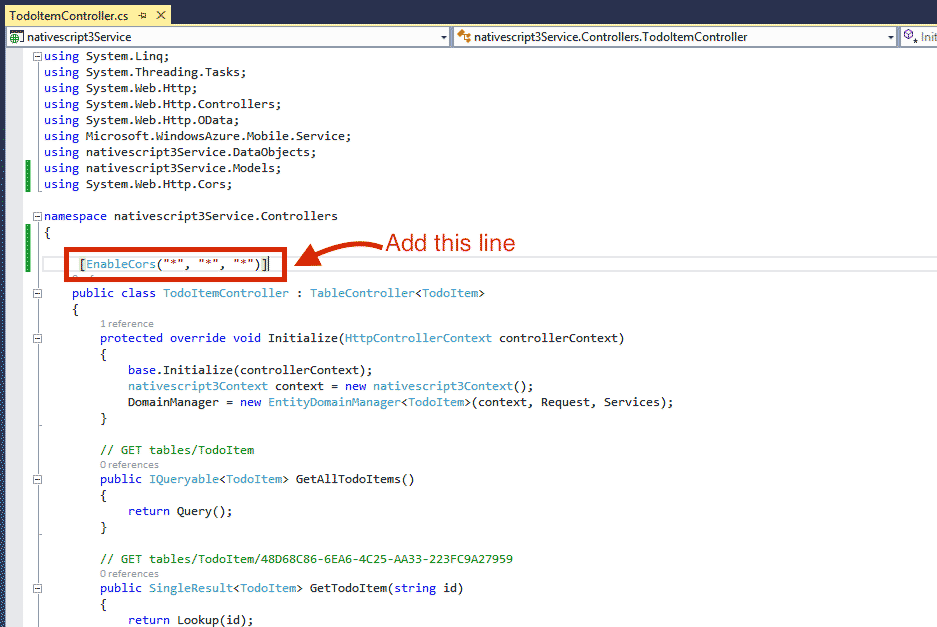 TodoItemController.cs
nativescript3Service nativescript3Service.Controllers.TodoItemController Init
using System.Linq;
using System.Threading.Tasks;
using System.Web.Http;
using System.Web.Http.Controllers;
using System.Web.Http.OData;
using Microsoft.WindowsAzure.Mobile.Service;
using nativescript3Service.DataObjects;
using nativescript3Service.Models;
using System.Web.Http.Cors;
namespace nativescript3Service.Controllers
{
Add this line
[EnableCors("*", "*", "*")]
public class TodoItemController : TableController<TodoItem>
{
1 reference
protected override void Initialize(HttpControllerContext controllerContext)
{
base.Initialize(controllerContext);
nativescript3Context context = new nativescript3Context();
DomainManager = new EntityDomainManager<TodoItem>(context, Request, Services);
}
// GET tables/TodoItem
0 references
public IQueryable<TodoItem> GetAllTodoItems()
{
return Query();
}
// GET tables/TodoItem/48D68C86-6EA6-4C25-AA33-223FC9A27959
0 references
public SingleResult<TodoItem> GetTodoItem(string id)
{
return Lookup(id);